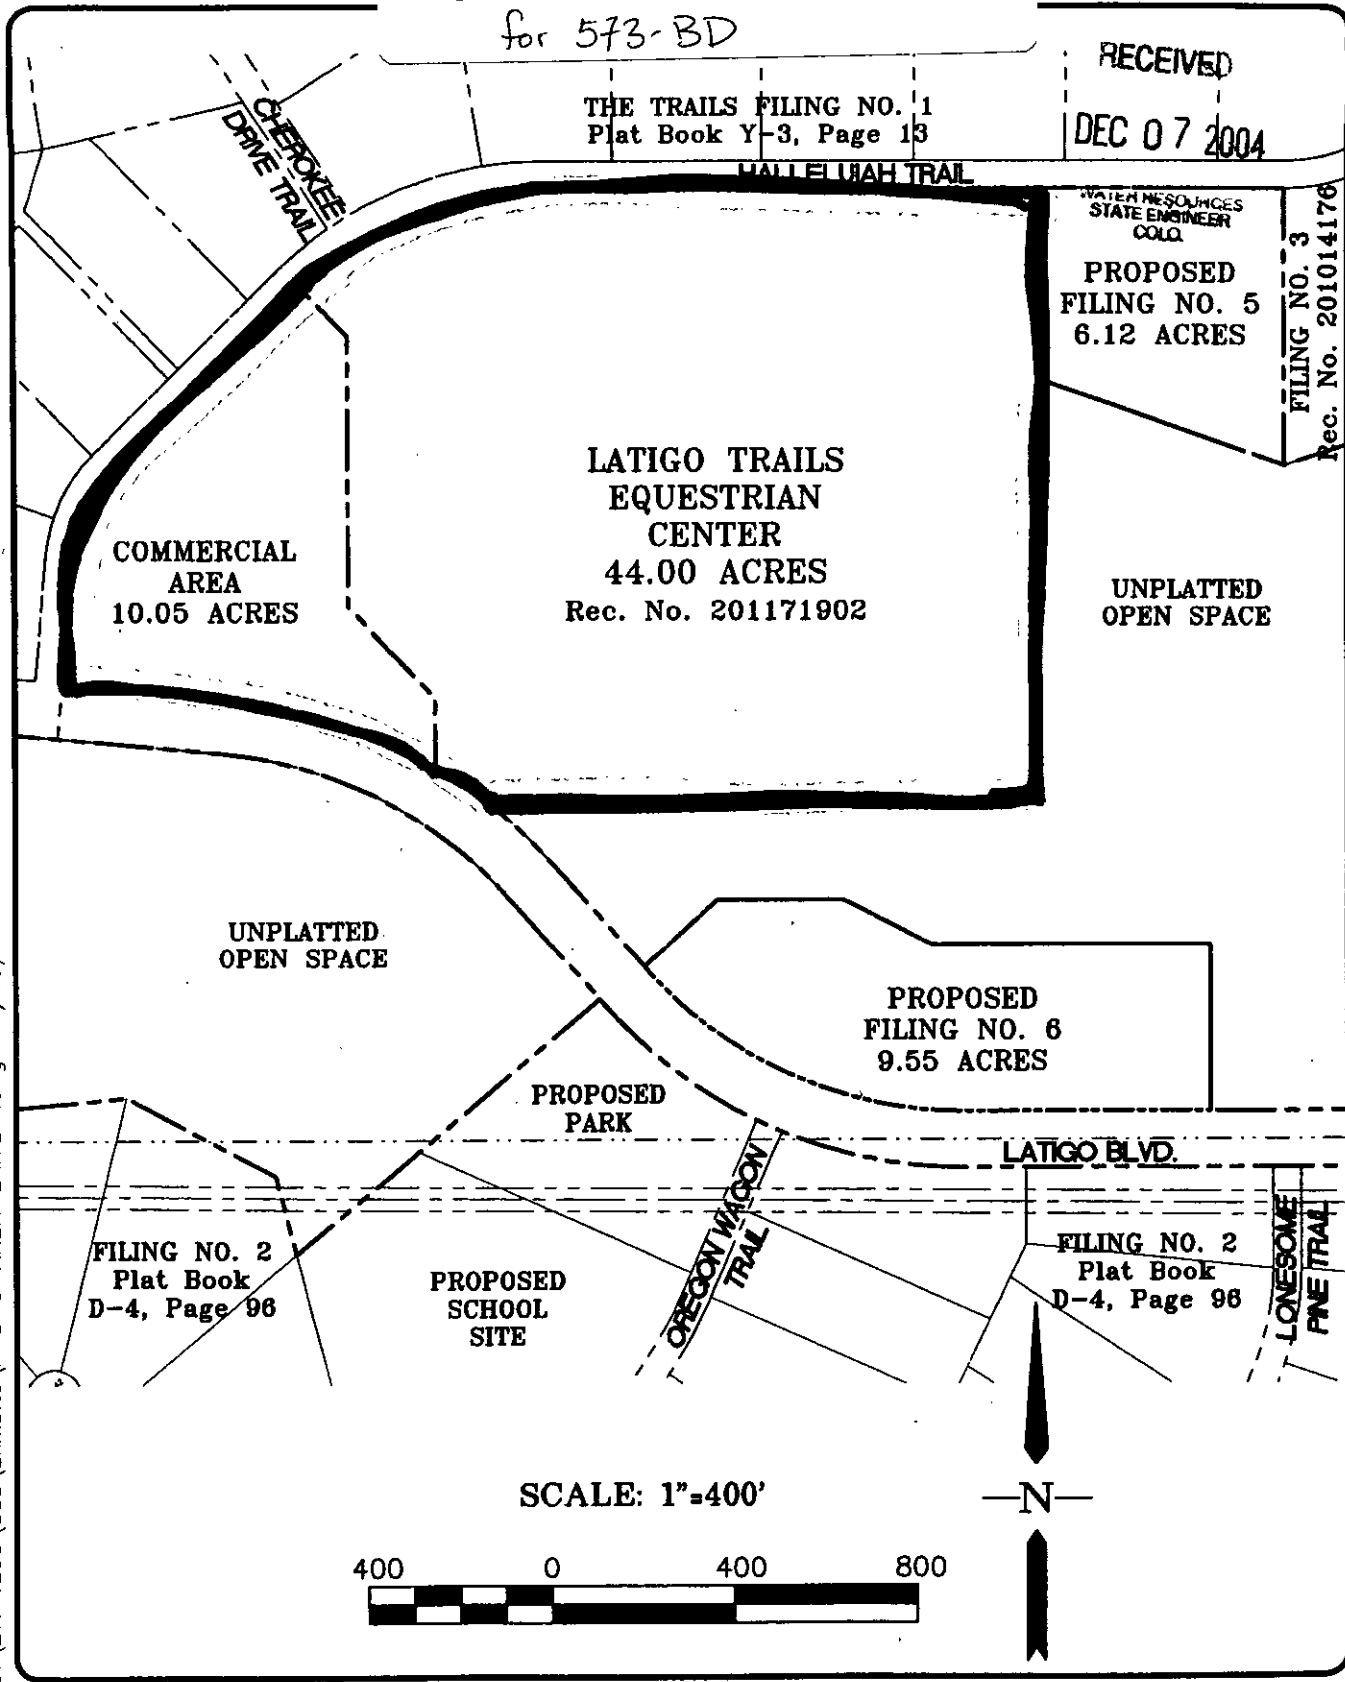 for 573-BD
RECEIVED
DEC 07 2004
WATER RESOURCES
STATE ENGINEER
COLO.
THE TRAILS FILING NO. 1
Plat Book Y-3, Page 13
HALLELUJAH TRAIL
CHEROKEE
DRIVE TRAIL
PROPOSED
FILING NO. 5
6.12 ACRES
FILING NO. 3
Rec. No. 201014176
LATIGO TRAILS
EQUESTRIAN
CENTER
44.00 ACRES
Rec. No. 201171902
COMMERCIAL
AREA
10.05 ACRES
UNPLATTED
OPEN SPACE
UNPLATTED
OPEN SPACE
PROPOSED
FILING NO. 6
9.55 ACRES
PROPOSED
PARK
LATIGO BLVD.
OREGON WAGON
TRAIL
LONESOME
PINE TRAIL
FILING NO. 2
Plat Book
D-4, Page 96
PROPOSED
SCHOOL
SITE
FILING NO. 2
Plat Book
D-4, Page 96
SCALE: 1"=400'
N
400 0 400 800